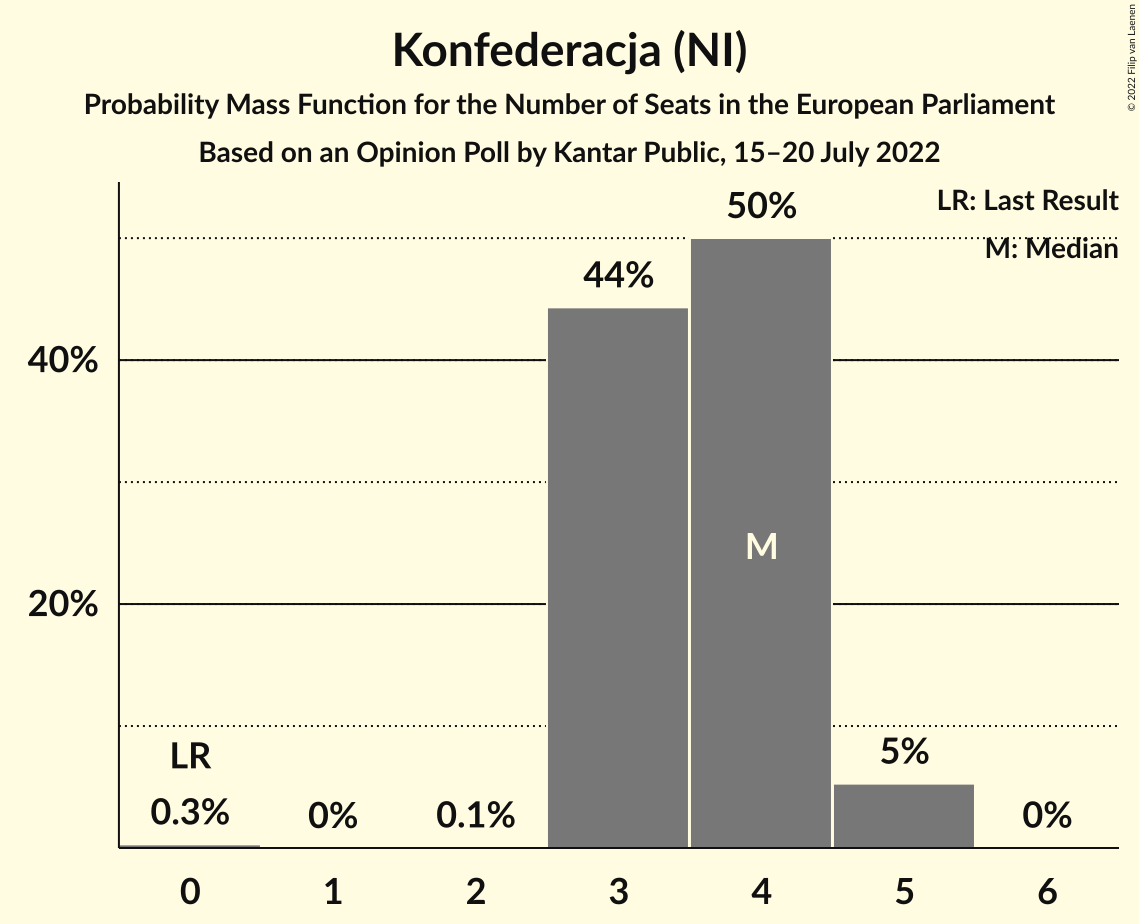 Konfederacja (NI)
Probability Mass Function for the Number of Seats in the European Parliament
Based on an Opinion Poll by Kantar Public, 15–20 July 2022
© 2022 Filip van Laenen
LR: Last Result
M: Median
50%
44%
40%
M
20%
LR
5%
0.3%
0%
0.1%
0%
0
1
2
3
4
5
6